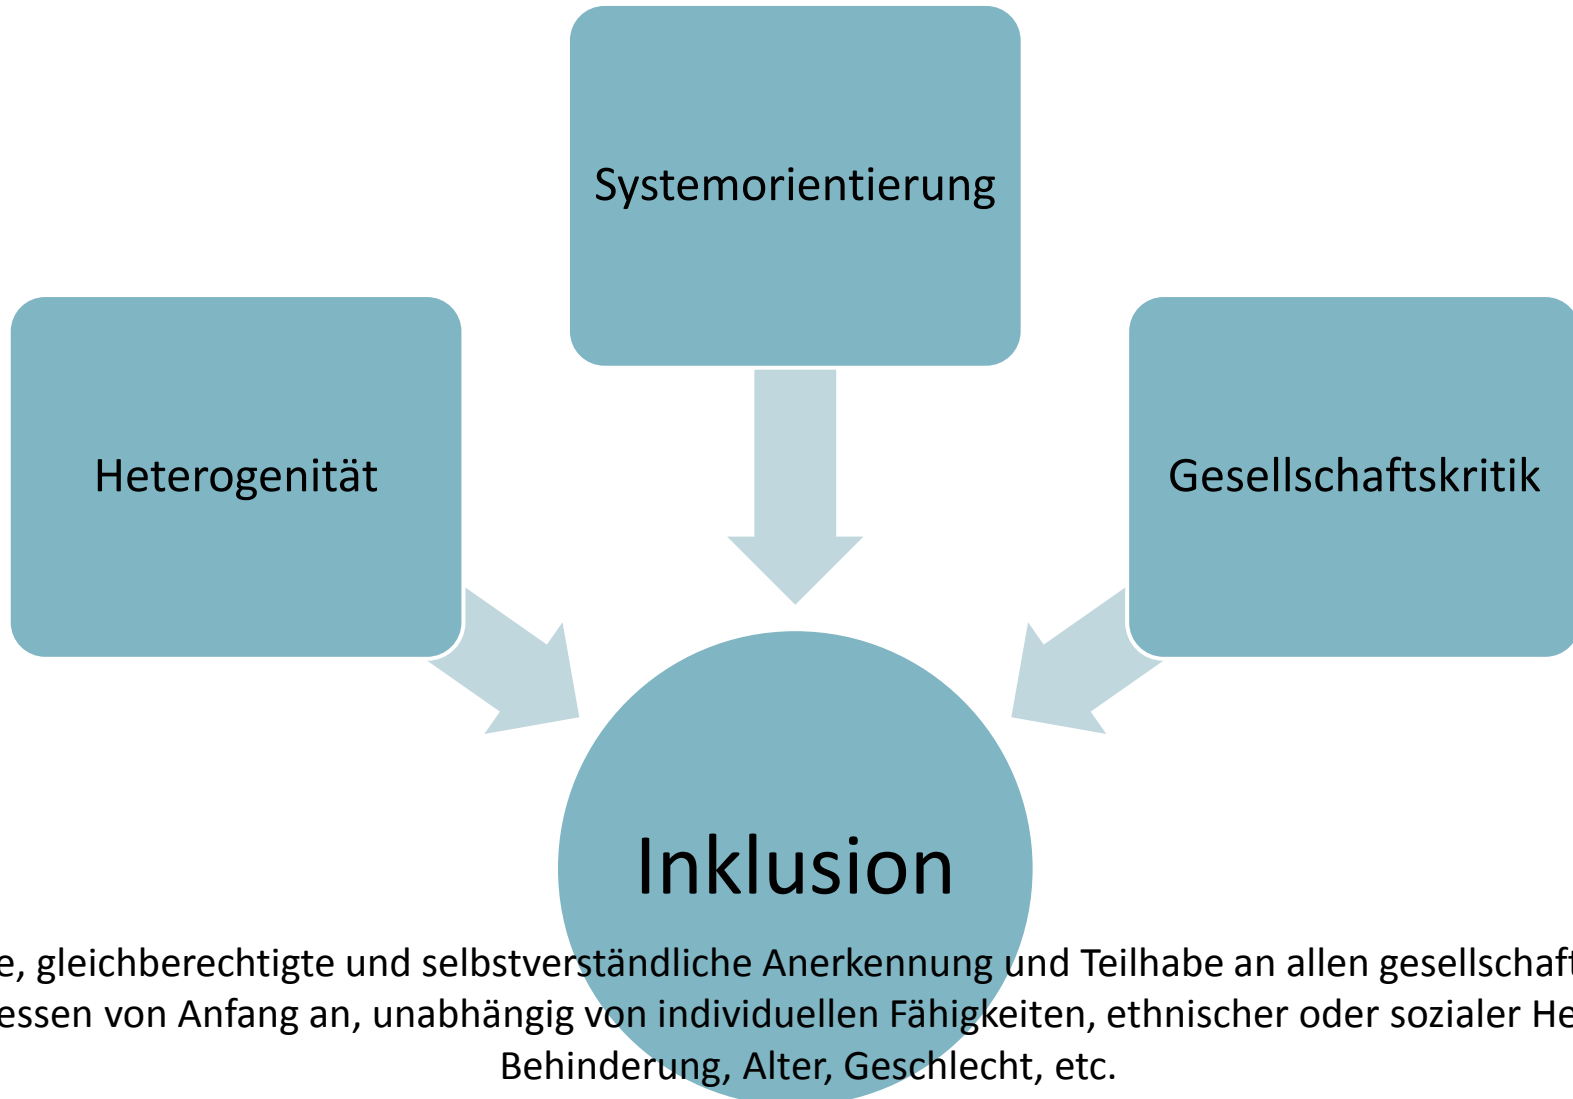 Systemorientierung
Heterogenität
Gesellschaftskritik
Inklusion
e, gleichberechtigte und selbstverständliche Anerkennung und Teilhabe an allen gesellschaft
essen von Anfang an, unabhängig von individuellen Fähigkeiten, ethnischer oder sozialer He
Behinderung, Alter, Geschlecht, etc.